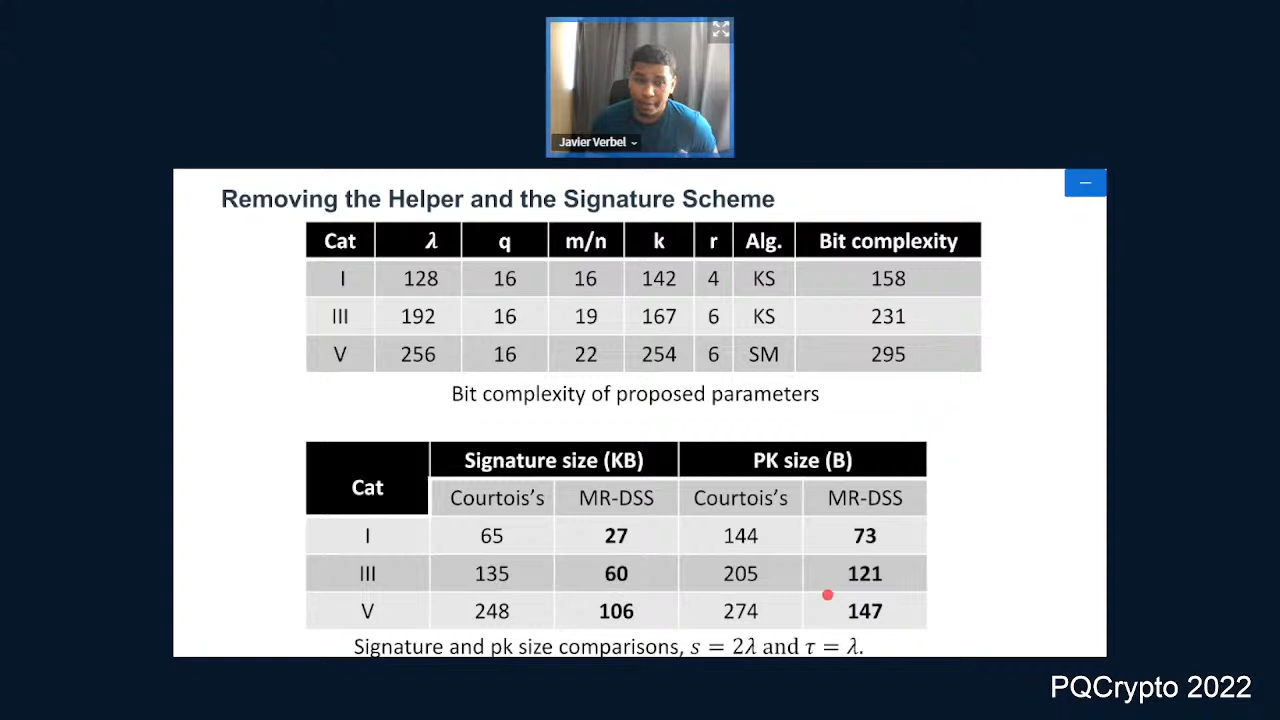 Javier Verbel
Removing the Helper and the Signature Scheme
Cat λ q m/n k r Alg. Bit complexity
I 128 16 16 142 4 KS 158
III 192 16 19 167 6 KS 231
V 256 16 22 254 6 SM 295
Bit complexity of proposed parameters
Signature size (KB) PK size (B)
Cat
Courtois’s MR-DSS Courtois’s MR-DSS
I 65 27 144 73
III 135 60 205 121
V 248 106 274 147
Signature and pk size comparisons, s = 2λ and τ = λ.
PQCrypto 2022